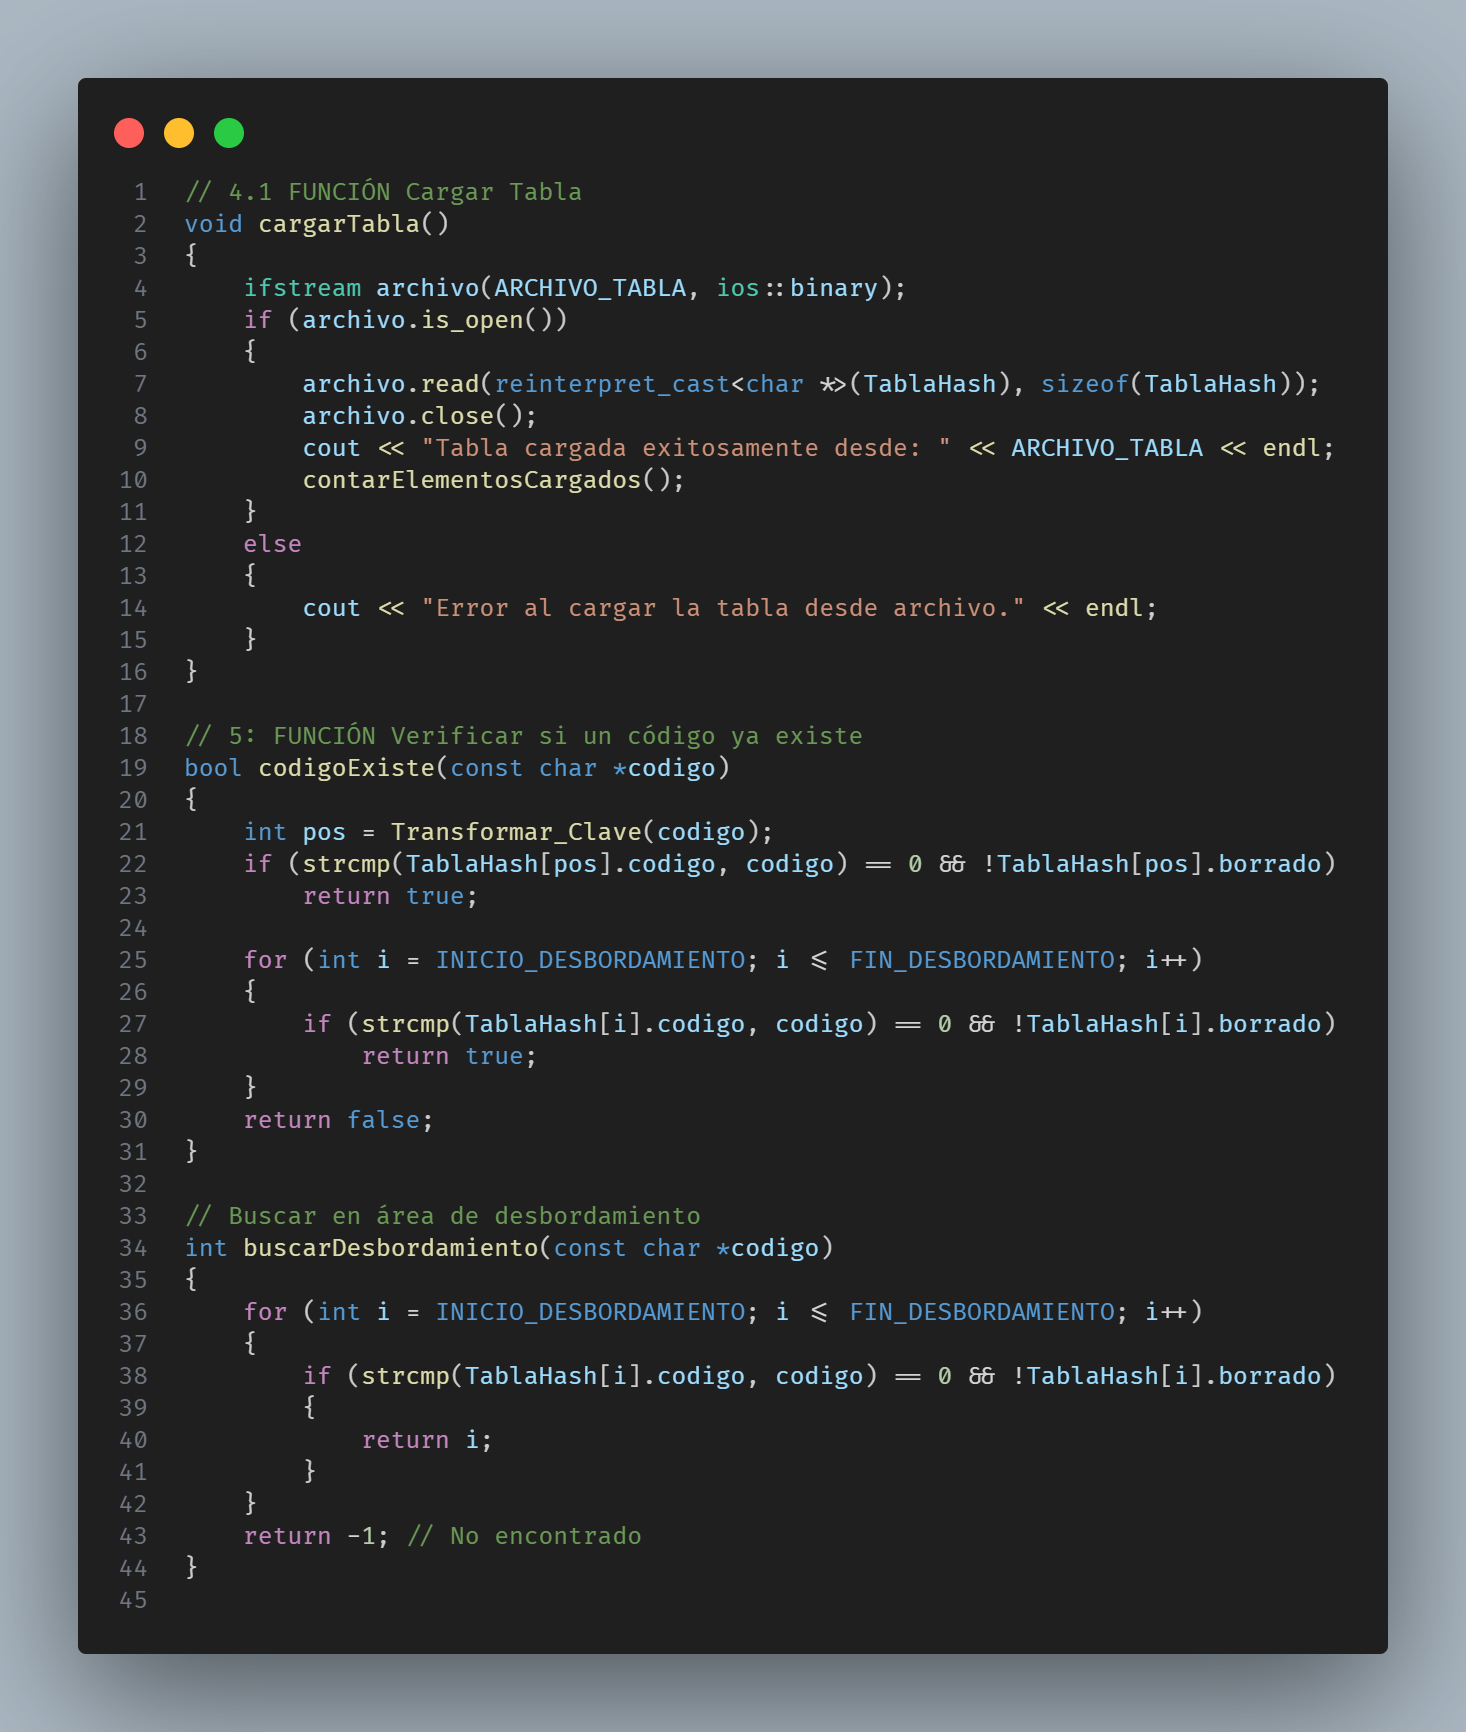 1 // 4.1 FUNCIÓN Cargar Tabla
2 void cargarTabla()
3 {
4     ifstream archivo(ARCHIVO_TABLA, ios::binary);
5     if (archivo.is_open())
6     {
7         archivo.read(reinterpret_cast<char *>(TablaHash), sizeof(TablaHash));
8         archivo.close();
9         cout << "Tabla cargada exitosamente desde: " << ARCHIVO_TABLA << endl;
10         contarElementosCargados();
11     }
12     else
13     {
14         cout << "Error al cargar la tabla desde archivo." << endl;
15     }
16 }
17
18 // 5: FUNCIÓN Verificar si un código ya existe
19 bool codigoExiste(const char *codigo)
20 {
21     int pos = Transformar_Clave(codigo);
22     if (strcmp(TablaHash[pos].codigo, codigo) == 0 && !TablaHash[pos].borrado)
23         return true;
24
25     for (int i = INICIO_DESBORDAMIENTO; i <= FIN_DESBORDAMIENTO; i++)
26     {
27         if (strcmp(TablaHash[i].codigo, codigo) == 0 && !TablaHash[i].borrado)
28             return true;
29     }
30     return false;
31 }
32
33 // Buscar en área de desbordamiento
34 int buscarDesbordamiento(const char *codigo)
35 {
36     for (int i = INICIO_DESBORDAMIENTO; i <= FIN_DESBORDAMIENTO; i++)
37     {
38         if (strcmp(TablaHash[i].codigo, codigo) == 0 && !TablaHash[i].borrado)
39         {
40             return i;
41         }
42     }
43     return -1; // No encontrado
44 }
45